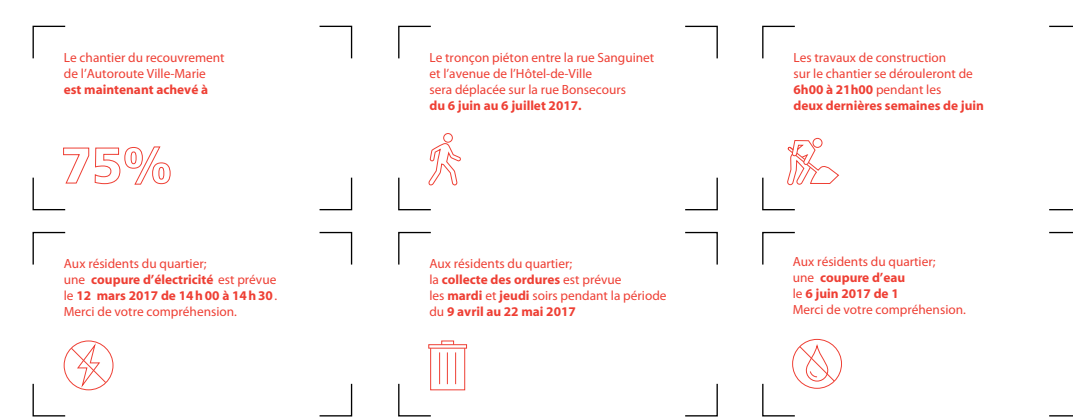 Le chantier du recouvrement
de l'Autoroute Ville-Marie
est maintenant achevé à
75%
Le tronçon piéton entre la rue Sanguinet
et l'avenue de l'Hôtel-de-Ville
sera déplacée sur la rue Bonsecours
du 6 juin au 6 juillet 2017.
Les travaux de construction
sur le chantier se dérouleront de
6h00 à 21h00 pendant les
deux dernières semaines de juin
Aux résidents du quartier;
une coupure d'électricité est prévue
le 12 mars 2017 de 14h00 à 14h30.
Merci de votre compréhension.
Aux résidents du quartier;
la collecte des ordures est prévue
les mardi et jeudi soirs pendant la période
du 9 avril au 22 mai 2017
Aux résidents du quartier;
une coupure d'eau
le 6 juin 2017 de 1
Merci de votre compréhension.